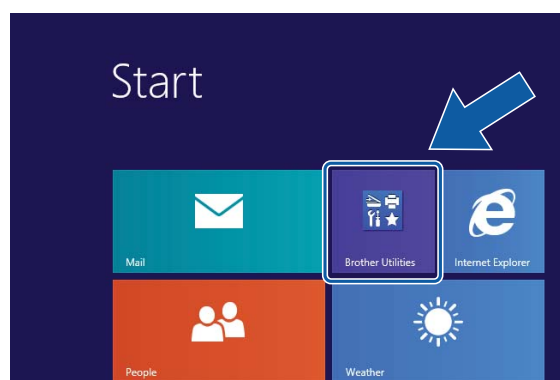 Start
Mail
Brother Utilities
Internet Explorer
People
Weather